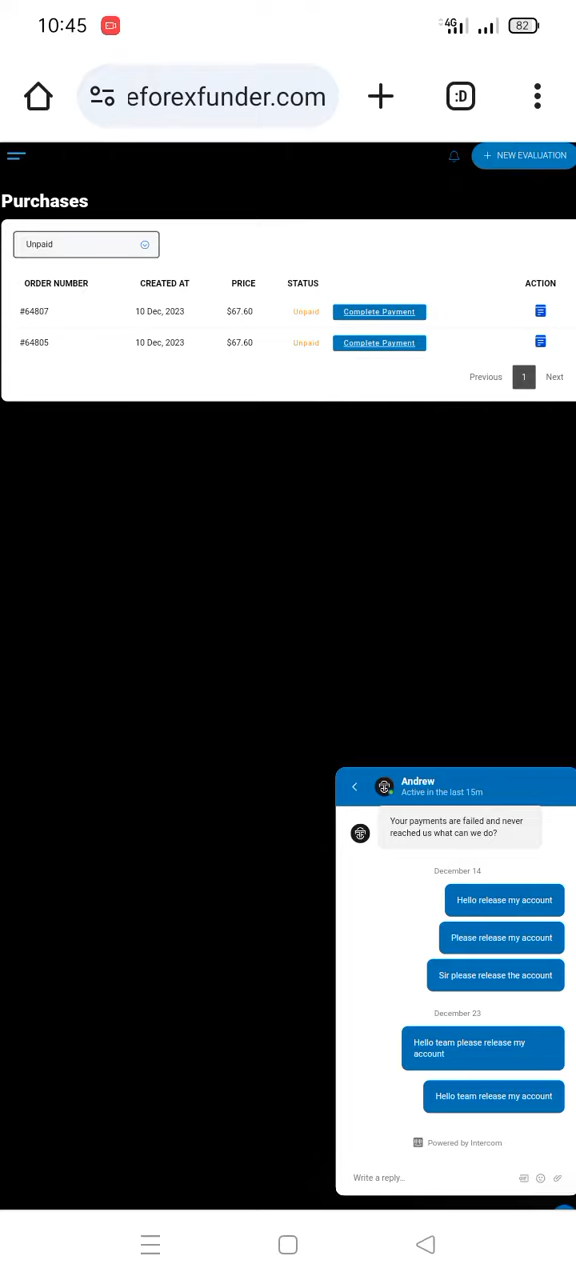 10:45
4G
82
eforexfunder.com
:D
+ NEW EVALUATION
Purchases
Unpaid
ORDER NUMBER CREATED AT PRICE STATUS ACTION
#64807 10 Dec, 2023 $67.60 Unpaid Complete Payment
#64805 10 Dec, 2023 $67.60 Unpaid Complete Payment
Previous 1 Next
Andrew
Active in the last 15m
Your payments are failed and never
reached us what can we do?
December 14
Hello release my account
Please release my account
Sir please release the account
December 23
Hello team please release my
account
Hello team release my account
Powered by Intercom
Write a reply...